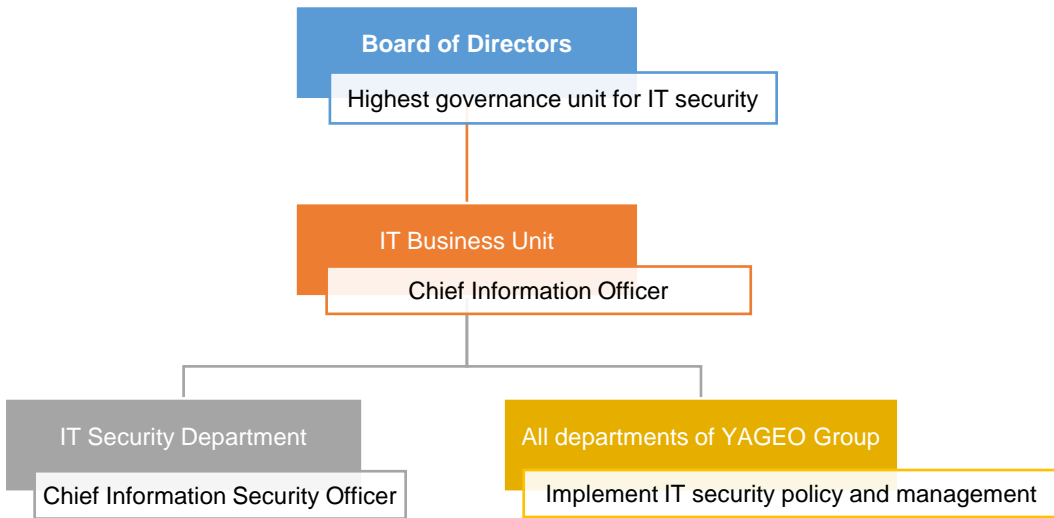 Board of Directors
Highest governance unit for IT security
IT Business Unit
Chief Information Officer
IT Security Department
Chief Information Security Officer
All departments of YAGEO Group
Implement IT security policy and management